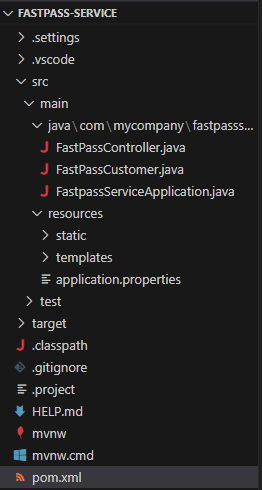 FASTPASS-SERVICE
.settings
.vscode
src
main
java\com\mycompany\fastpasss...
FastPassController.java
FastPassCustomer.java
FastpassServiceApplication.java
resources
static
templates
application.properties
test
target
.classpath
.gitignore
.project
HELP.md
mvnw
mvnw.cmd
pom.xml